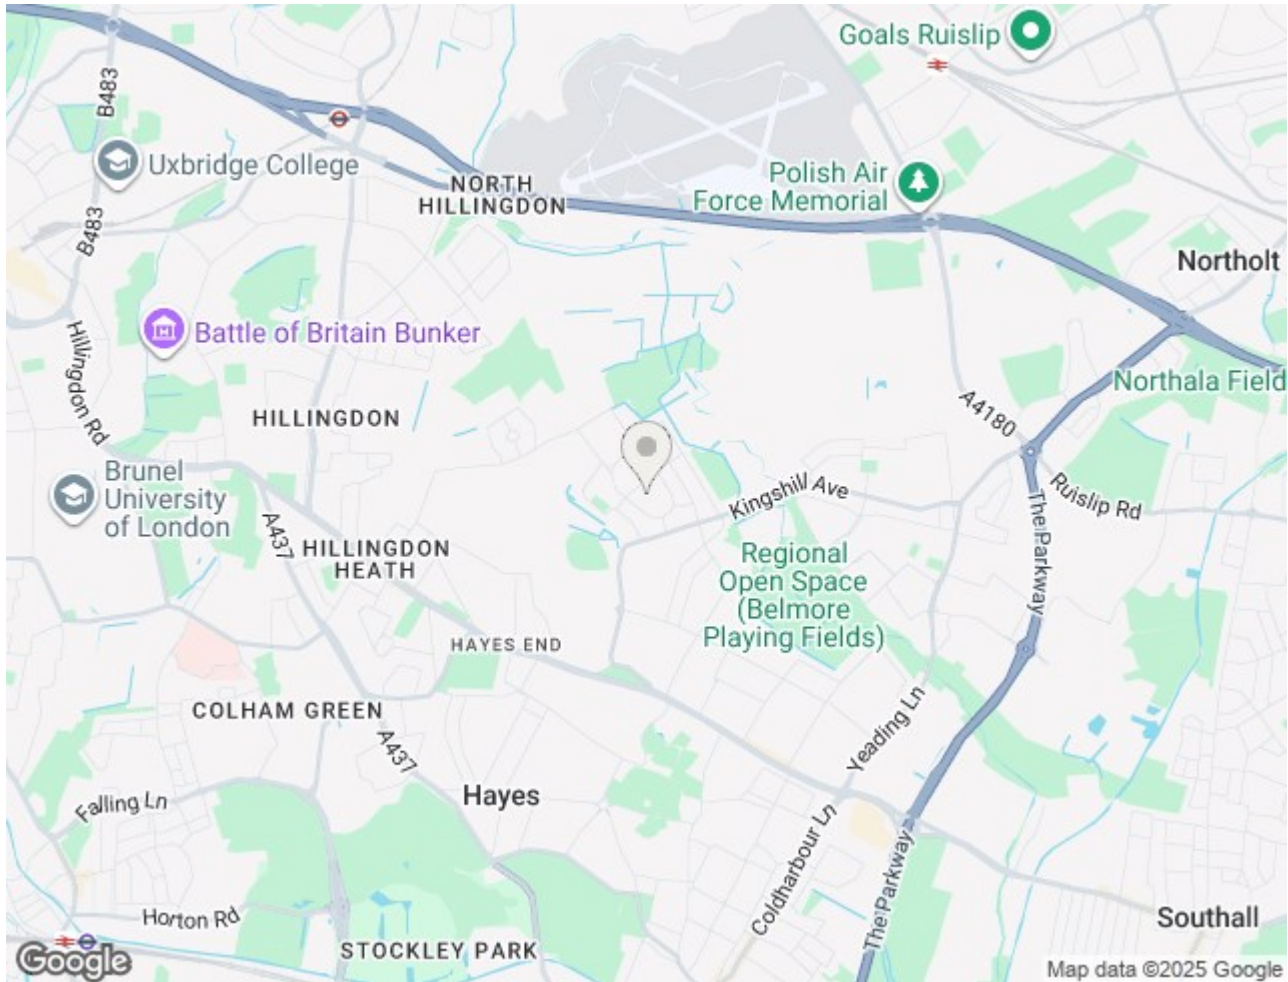 Goals Ruislip
B483
Uxbridge College
Polish Air
Force Memorial
NORTH
HILLINGDON
B483
Northolt
Battle of Britain Bunker
Hillingdon Rd
Northala Field
HILLINGDON
A4180
Brunel
University
of London
Kingshill Ave
Ruislip Rd
A437
The Parkway
HILLINGDON
HEATH
Regional
Open Space
(Belmore
Playing Fields)
HAYES END
COLHAM GREEN
Yeading Ln
A437
Hayes
Falling Ln
Coldharbour Ln
The Parkway
Horton Rd
Southall
STOCKLEY PARK
Google
Map data ©2025 Google